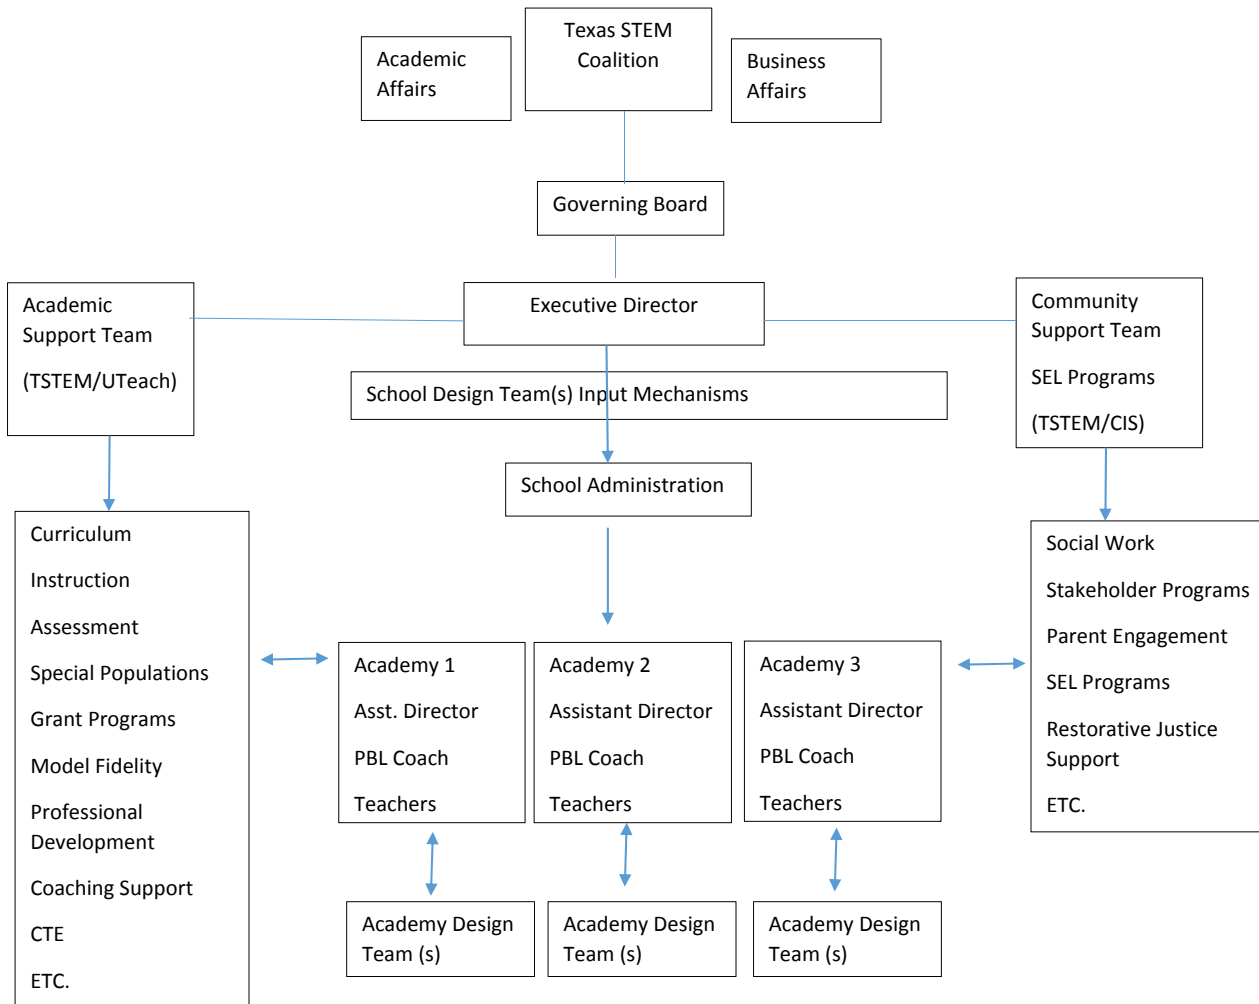 Texas STEM
Coalition
Academic
Affairs
Business
Affairs
Governing Board
Academic
Support Team
(TSTEM/UTeach)
Executive Director
Community
Support Team
SEL Programs
(TSTEM/CIS)
School Design Team(s) Input Mechanisms
School Administration
Curriculum
Instruction
Assessment
Special Populations
Grant Programs
Model Fidelity
Professional
Development
Coaching Support
CTE
ETC.
Academy 1
Asst. Director
PBL Coach
Teachers
Academy 2
Assistant Director
PBL Coach
Teachers
Academy 3
Assistant Director
PBL Coach
Teachers
Social Work
Stakeholder Programs
Parent Engagement
SEL Programs
Restorative Justice
Support
ETC.
Academy Design
Team (s)
Academy Design
Team (s)
Academy Design
Team (s)